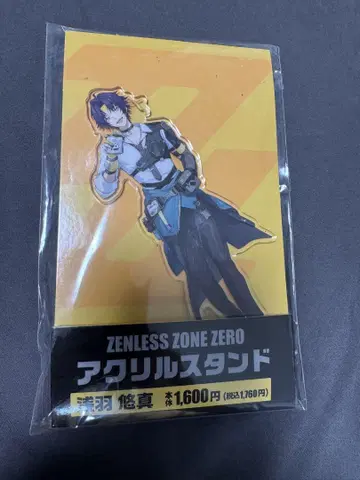 ZENLESS ZONE ZERO
アクリルスタンド
浅羽 悠真 本体 1,600円 (税込1,760円)